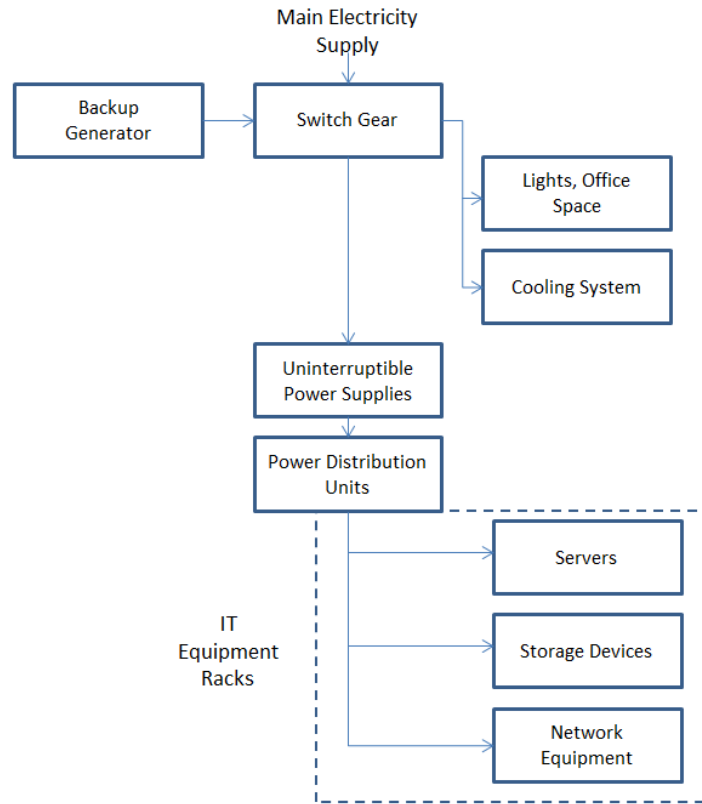 Main Electricity
Supply
Backup
Generator
Switch Gear
Lights, Office
Space
Cooling System
Uninterruptible
Power Supplies
Power Distribution
Units
Servers
IT
Equipment
Racks
Storage Devices
Network
Equipment